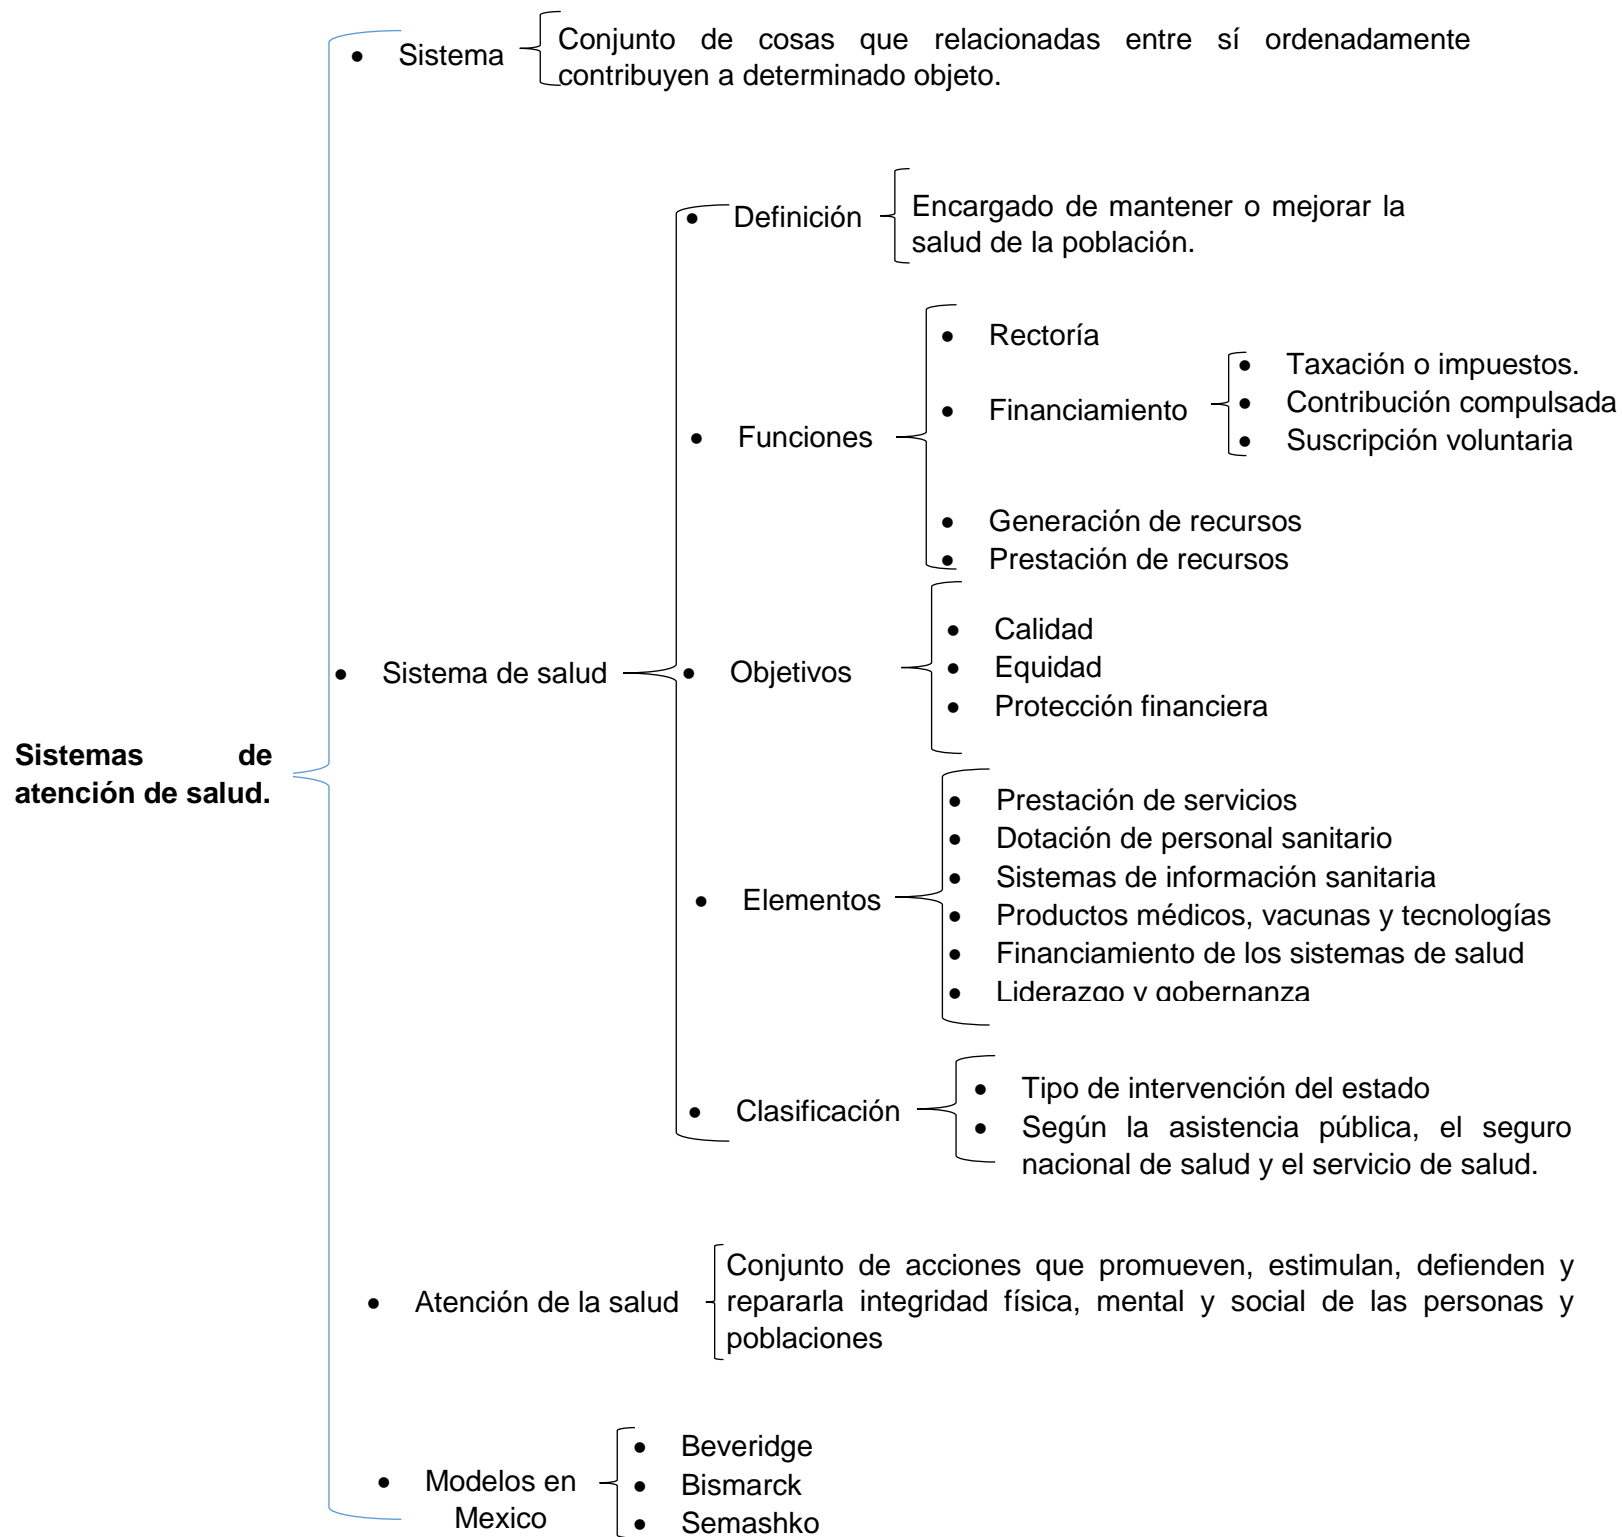 • Sistema
Conjunto de cosas que relacionadas entre sí ordenadamente
contribuyen a determinado objeto.
• Definición
Encargado de mantener o mejorar la
salud de la población.
• Funciones
• Rectoría
• Financiamiento
• Taxación o impuestos.
• Contribución compulsada
• Suscripción voluntaria
• Generación de recursos
• Prestación de recursos
• Sistema de salud
• Objetivos
• Calidad
• Equidad
• Protección financiera
Sistemas de
atención de salud.
• Elementos
• Prestación de servicios
• Dotación de personal sanitario
• Sistemas de información sanitaria
• Productos médicos, vacunas y tecnologías
• Financiamiento de los sistemas de salud
• Liderazgo y gobernanza
• Clasificación
• Tipo de intervención del estado
• Según la asistencia pública, el seguro
nacional de salud y el servicio de salud.
• Atención de la salud
Conjunto de acciones que promueven, estimulan, defienden y
repararla integridad física, mental y social de las personas y
poblaciones
• Modelos en
Mexico
• Beveridge
• Bismarck
• Semashko